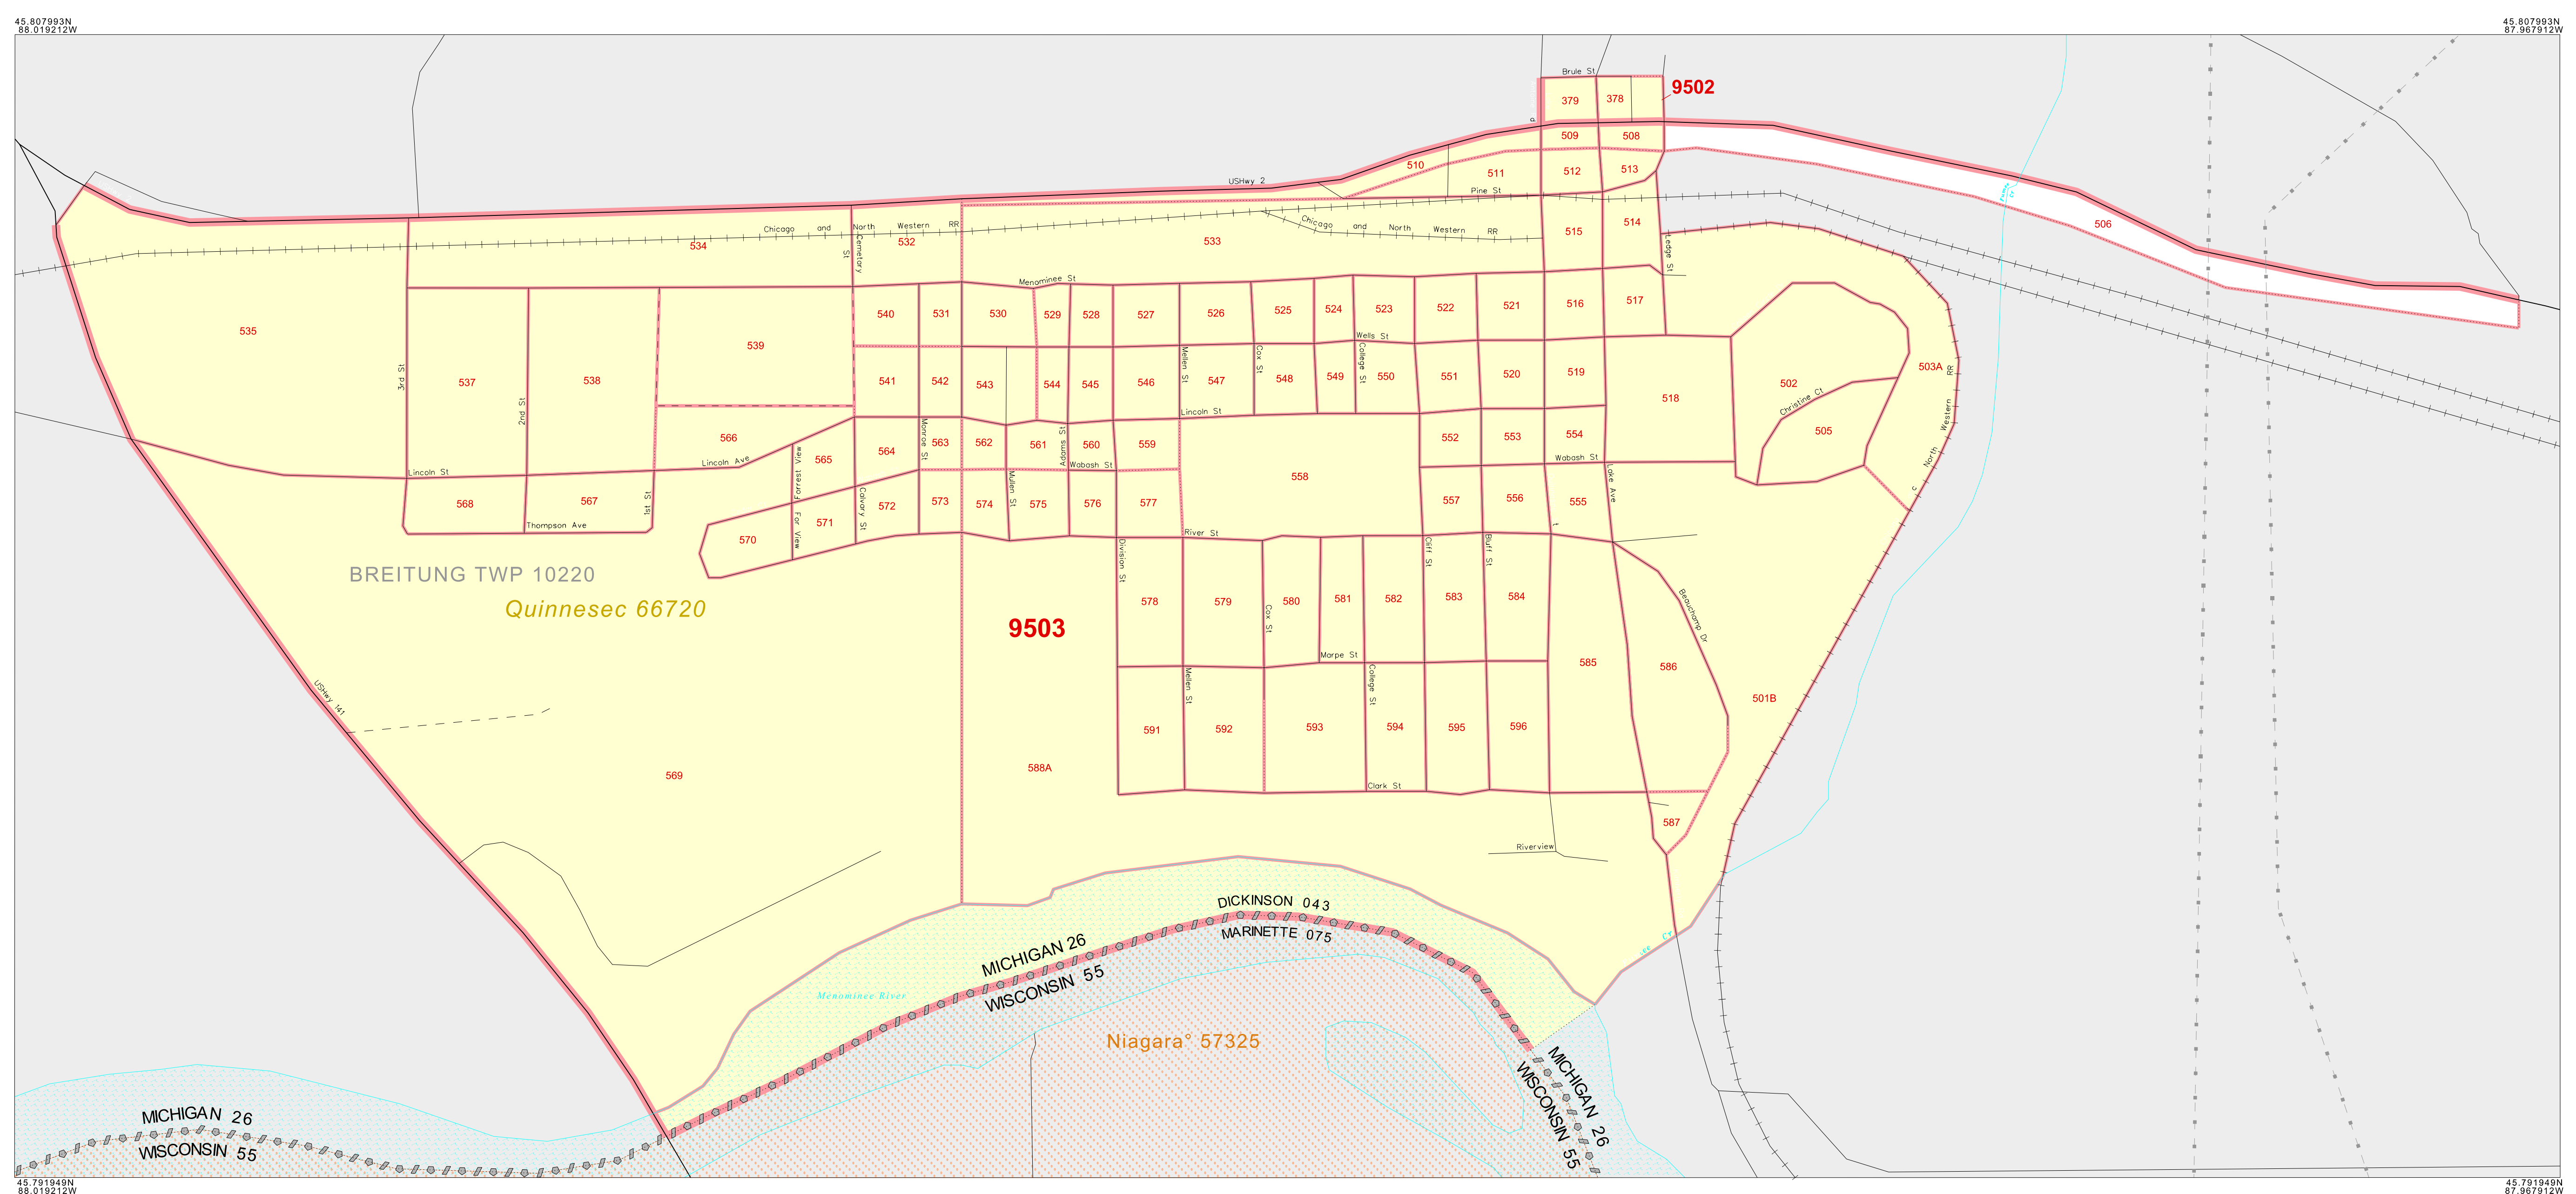 45.807993N
88.019212W
45.807993N
87.967912W
Brule St
9502
379
378
a
509
508
510
511
512
513
USHwy 2
Pine St
506
514
515
Chicago and North Western RR
Chicago and North Western RR
534
532
533
Cemetory St
Ledge St
Menominee St
535
540
531
530
529
528
527
526
525
524
523
522
521
516
517
539
Wells St
537
538
541
542
543
544
545
546
547
548
549
550
551
520
519
518
502
503A
3rd St
2nd St
Mellen St
Cox St
College St
Christine Ct
505
North Western RR
c
Lincoln St
566
Lincoln Ave
565
564
563
562
561
560
559
558
552
553
554
Monroe St
Adams St
Wabash St
Wabash St
Lincoln St
Forrest View
568
567
1st St
Thompson Ave
570
571
572
573
574
575
576
577
557
556
555
Far View
Calvary St
Mullen St
Lake Ave
t
River St
BREITUNG TWP 10220
Quinnesec 66720
9503
Division St
578
579
580
581
582
583
584
585
586
Cox St
Cliff St
Bluff St
Beauchamp Dr
Marpe St
501B
USHwy 141
Mellen St
College St
591
592
593
594
595
596
569
588A
Clark St
587
Riverview
DICKINSON 043
MARINETTE 075
MICHIGAN 26
WISCONSIN 55
Menominee River
Niagara° 57325
MICHIGAN 26
WISCONSIN 55
MICHIGAN 26
WISCONSIN 55
45.791949N
88.019212W
45.791949N
87.967912W